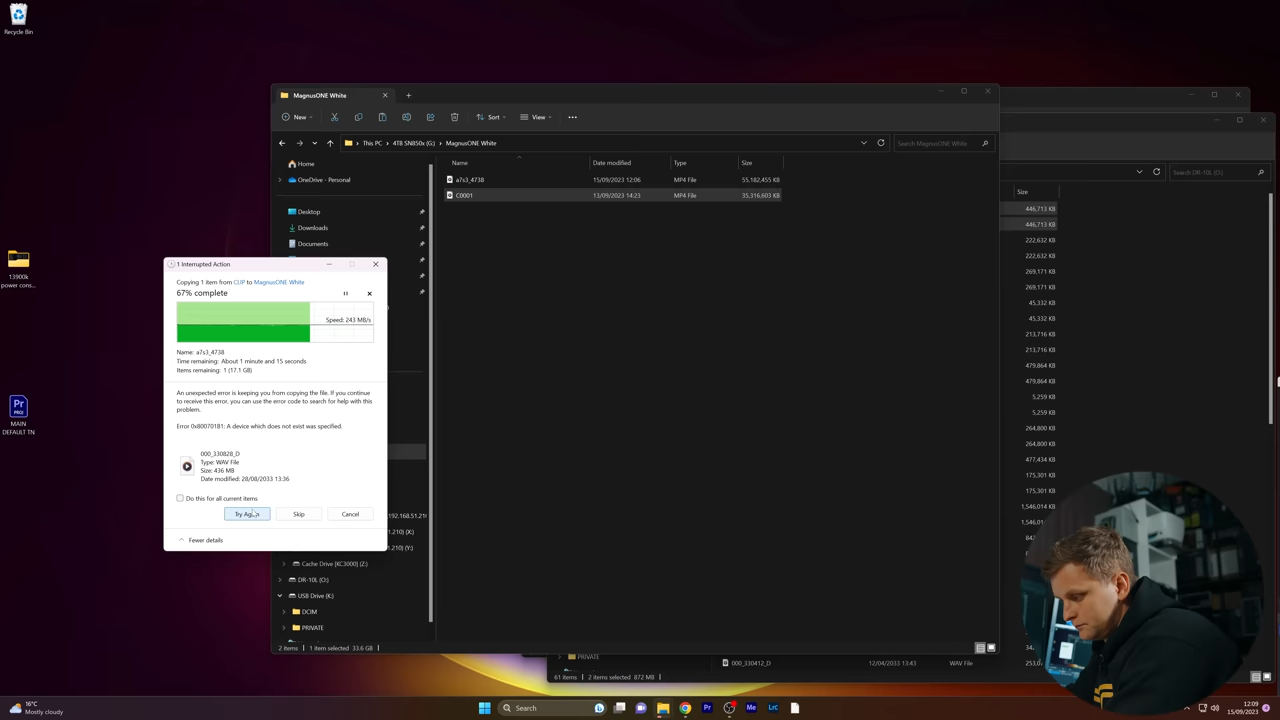 Recycle Bin
13900k
power cons...
MAIN
DEFAULT TN
MagnusONE White
New
Sort
View
This PC
4TB SN850x (G:)
MagnusONE White
Search MagnusONE White
Search DR-10L (O:)
Home
OneDrive - Personal
Desktop
Downloads
Documents
Name
Date modified
Type
Size
a7s3_4738
15/09/2023 12:06
MP4 File
55,182,455 KB
C0001
13/09/2023 14:23
MP4 File
35,316,603 KB
Size
446,713 KB
446,713 KB
222,632 KB
222,632 KB
269,171 KB
269,171 KB
45,332 KB
45,332 KB
213,716 KB
213,716 KB
479,864 KB
479,864 KB
5,259 KB
5,259 KB
264,800 KB
264,800 KB
477,434 KB
175,301 KB
175,301 KB
1,546,014 KB
1 Interrupted Action
Copying 1 item from CLIP to MagnusONE White
67% complete
Speed: 243 MB/s
Name: a7s3_4738
Time remaining: About 1 minute and 15 seconds
Items remaining: 1 (17.1 GB)
An unexpected error is keeping you from copying the file. If you continue
to receive this error, you can use the error code to search for help with this
problem.
Error 0x800701B1: A device which does not exist was specified.
000_330828_D
Type: WAV File
Size: 436 MB
Date modified: 28/08/2033 13:36
Do this for all current items
Try Again
Skip
Cancel
Fewer details
(X:)
(Y:)
Cache Drive [KC3000] (Z:)
DR-10L (O:)
USB Drive (K:)
DCIM
PRIVATE
2 items
1 item selected 33.6 GB
PRIVATE
000_330412_D
12/04/2033 13:43
WAV File
61 items
2 items selected 872 MB
16°C
Mostly cloudy
Search
12:09
15/09/2023